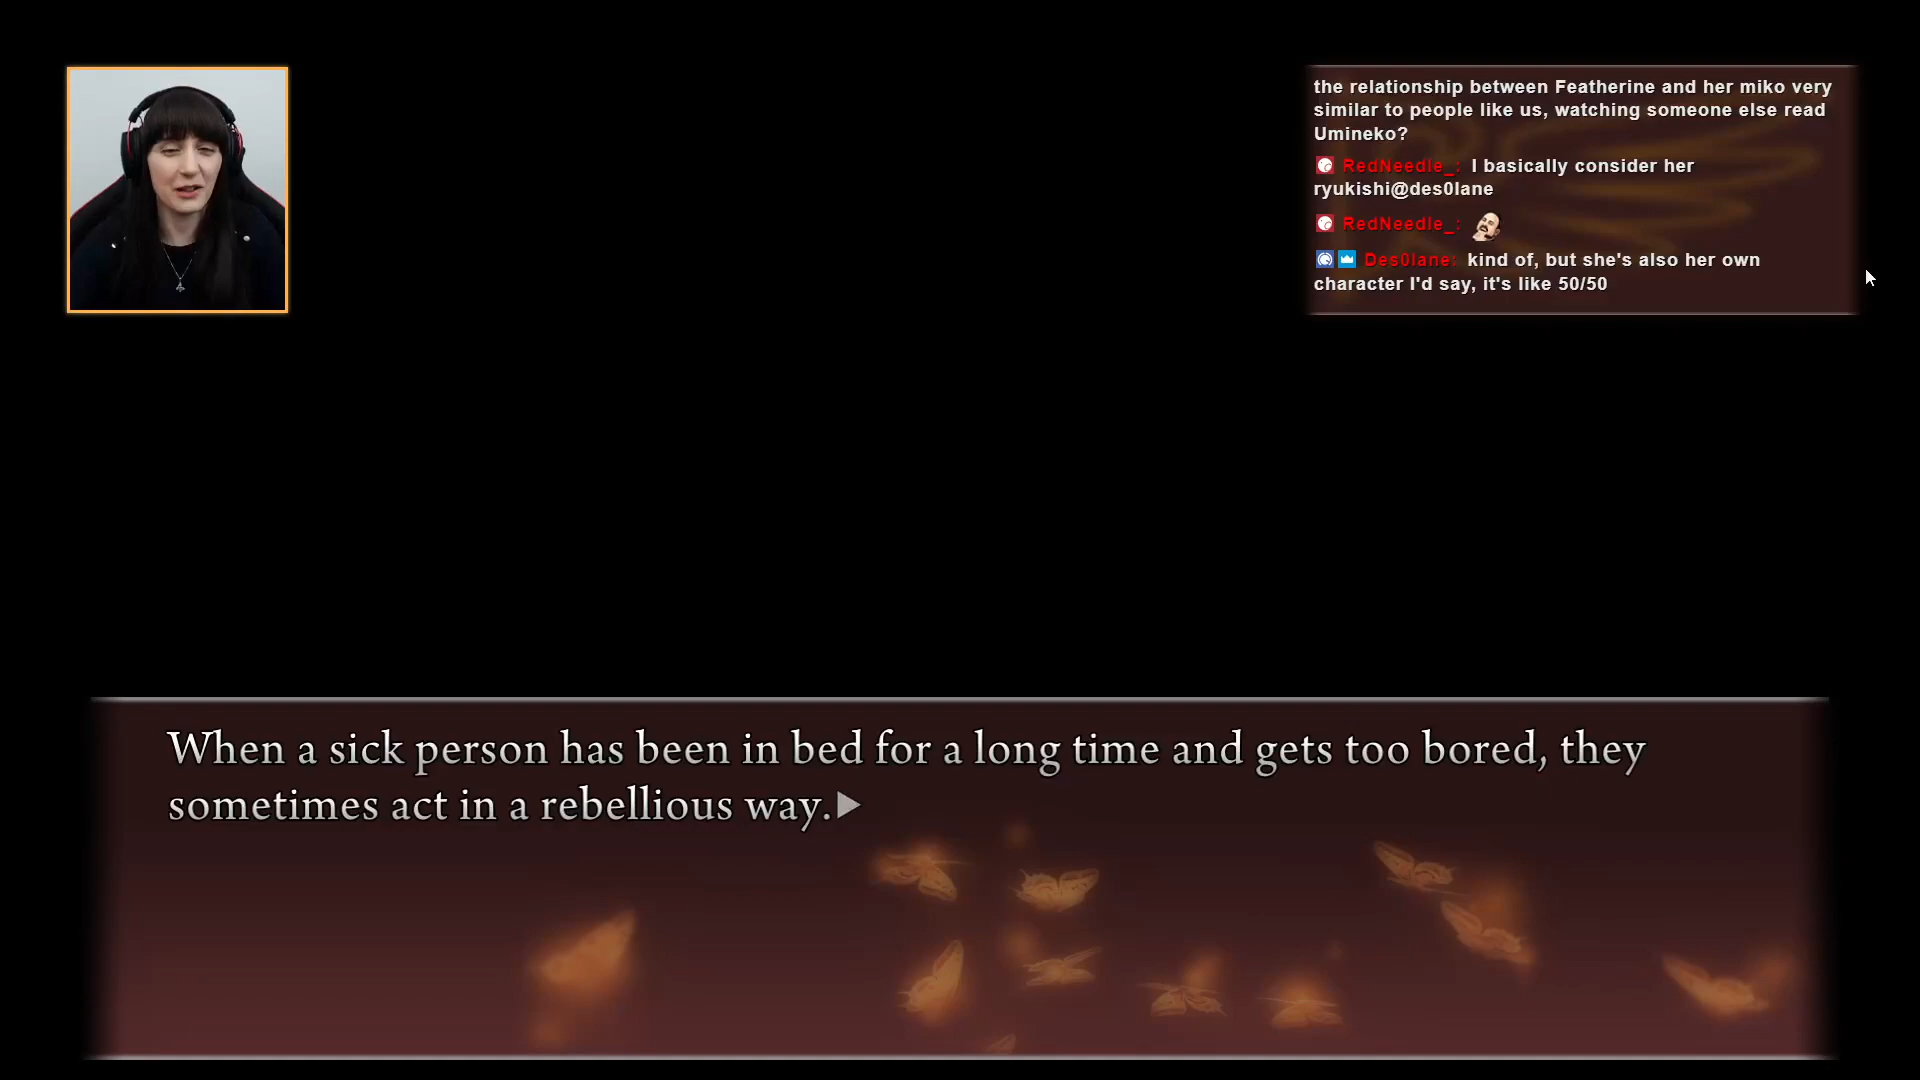 the relationship between Featherine and her miko very
similar to people like us, watching someone else read
Umineko?
RedNeedle_: I basically consider her
ryukishi@des0lane
RedNeedle_:
Des0lane: kind of, but she's also her own
character I'd say, it's like 50/50
When a sick person has been in bed for a long time and gets too bored, they
sometimes act in a rebellious way.